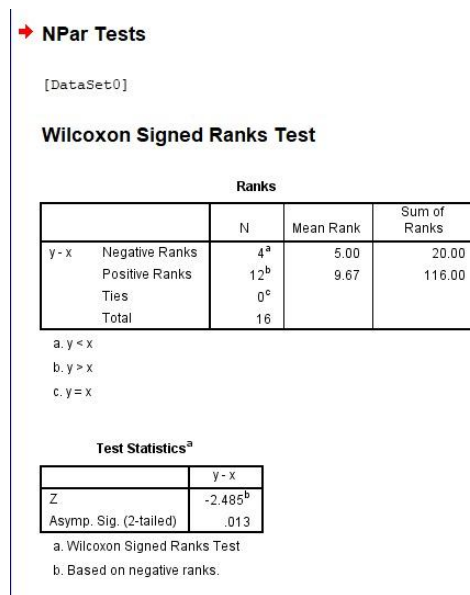 NPar Tests
[DataSet0]
Wilcoxon Signed Ranks Test
Ranks
N Mean Rank Sum of Ranks
y - x Negative Ranks 4a 5.00 20.00
Positive Ranks 12b 9.67 116.00
Ties 0c
Total 16
a. y < x
b. y > x
c. y = x
Test Statisticsa
y - x
Z -2.485b
Asymp. Sig. (2-tailed) .013
a. Wilcoxon Signed Ranks Test
b. Based on negative ranks.